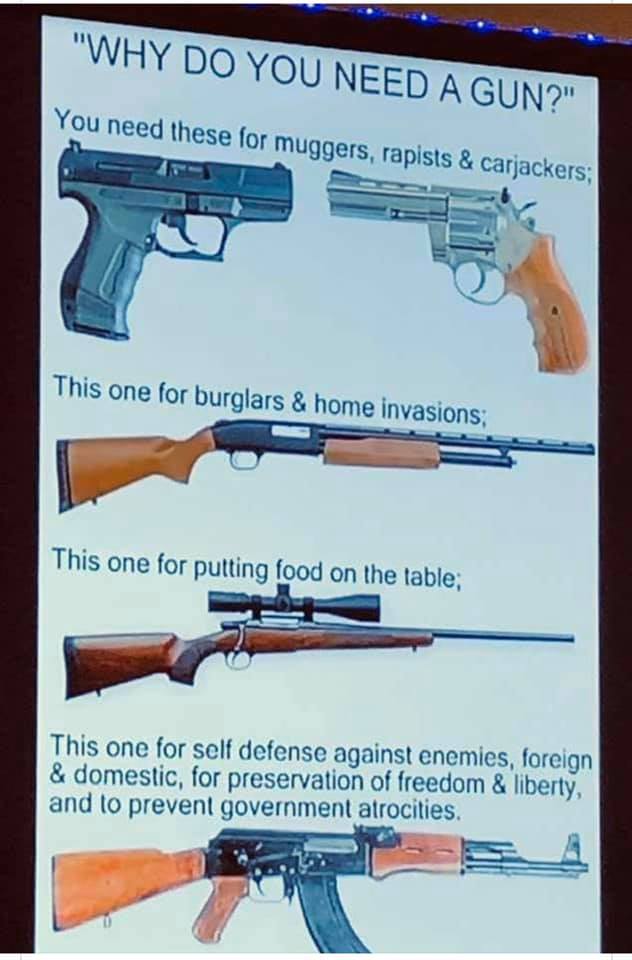 "WHY DO YOU NEED A GUN?"
You need these for muggers, rapists & carjackers;
This one for burglars & home invasions;
This one for putting food on the table;
This one for self defense against enemies, foreign
& domestic, for preservation of freedom & liberty,
and to prevent government atrocities.